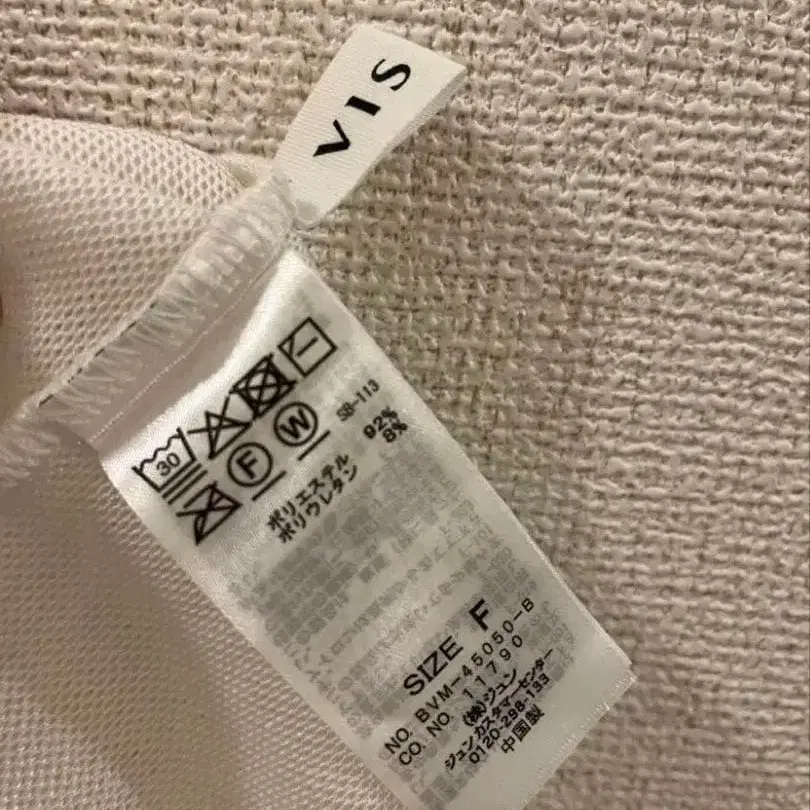 VIS
30
F W
SB-113
ポリエステル 92%
ポリウレタン 8%
SIZE F
NO. BVM-45050-B
CO. NO. 11790
(株)ジュン
ジュンカスタマーセンター
0120-298-133
中国製